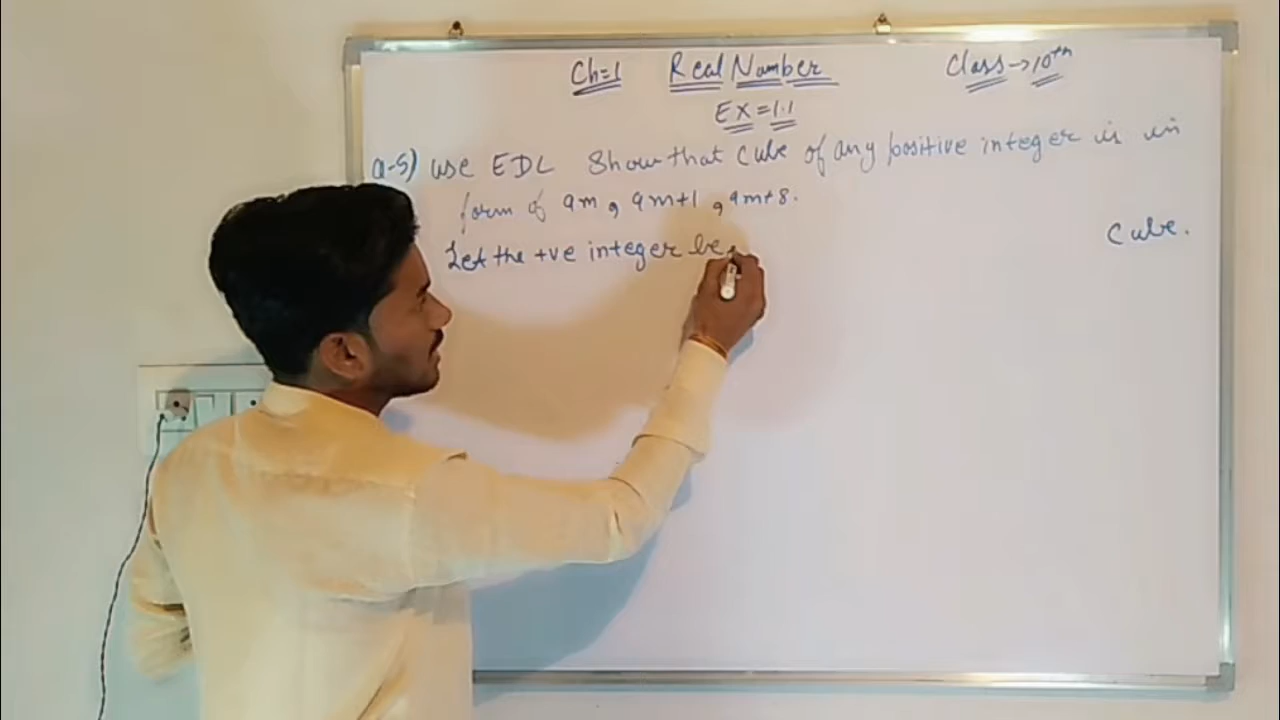 Ch=1 Real Number Class→10th
EX=1.1
Q-5) use EDL Show that cube of any positive integer is in
form of 9m, 9m+1, 9m+8.
Cube.
Let the +ve integer be